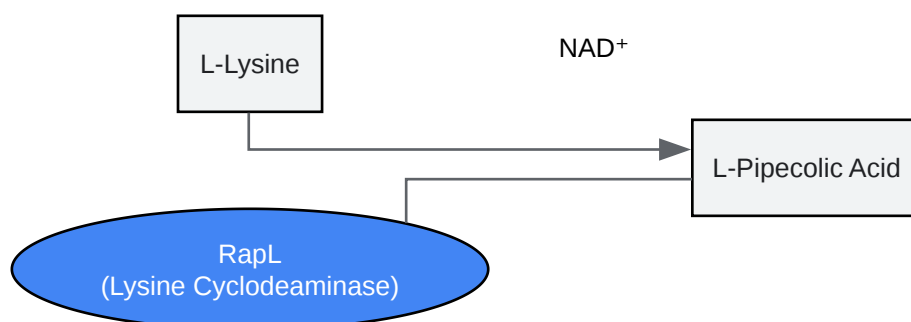 L-Lysine
NAD⁺
L-Pipecolic Acid
RapL
(Lysine Cyclodeaminase)